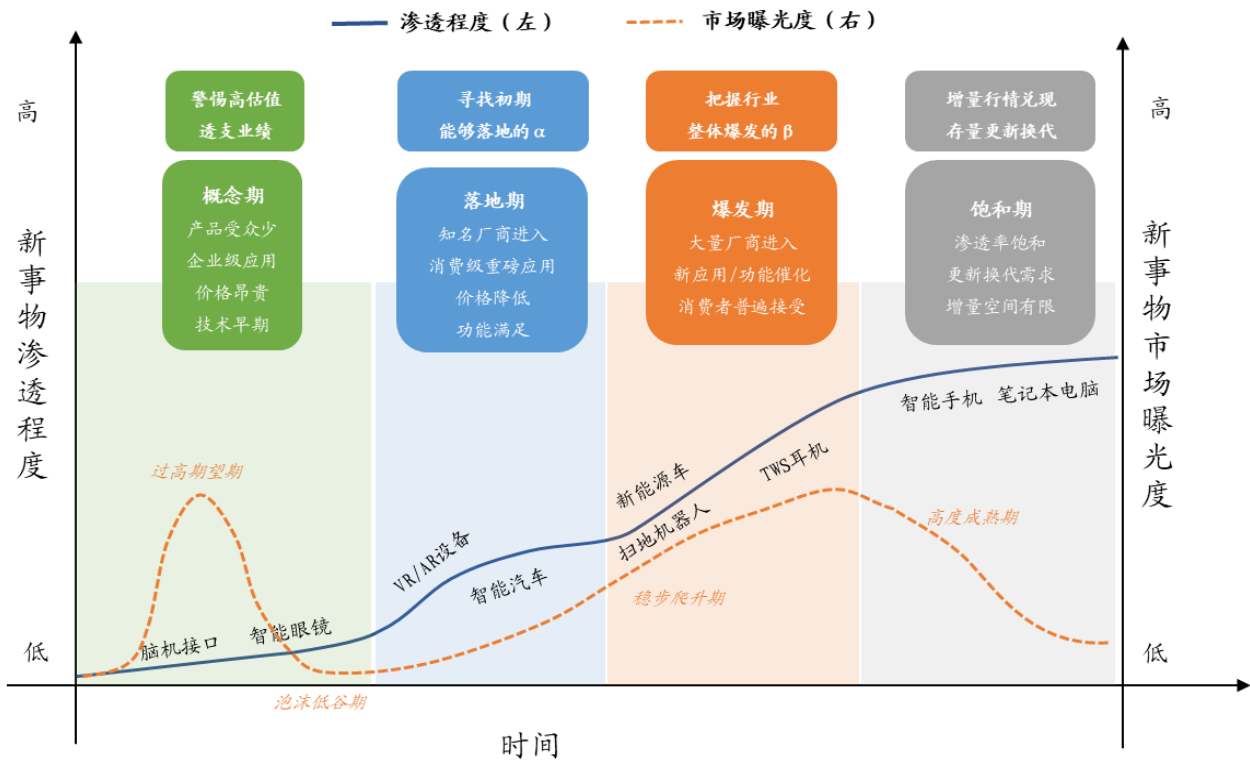 渗透程度（左）
市场曝光度（右）
高
新事物渗透程度
低
警惕高估值
透支业绩
概念期
产品受众少
企业级应用
价格昂贵
技术早期
寻找初期
能够落地的α
落地期
知名厂商进入
消费级重磅应用
价格降低
功能满足
把握行业
整体爆发的β
爆发期
大量厂商进入
新应用/功能催化
消费者普遍接受
增量行情兑现
存量更新换代
饱和期
渗透率饱和
更新换代需求
增量空间有限
高
新事物市场曝光度
低
过高期望期
脑机接口
智能眼镜
泡沫低谷期
VR/AR设备
智能汽车
新能源车
扫地机器人
TWS耳机
稳步爬升期
智能手机
笔记本电脑
高度成熟期
时间